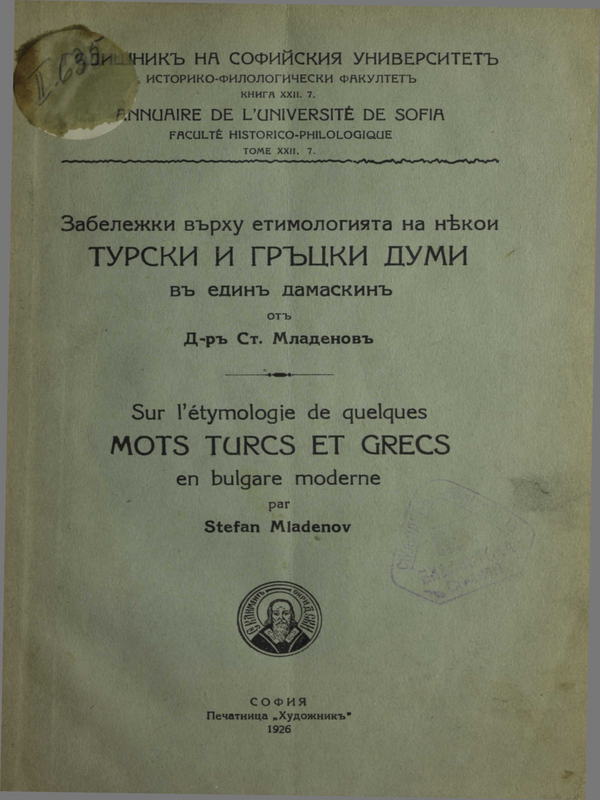 II. 635
НА СОФИЙСКИЯ УНИВЕРСИТЕТЪ
ИСТОРИКО-ФИЛОЛОГИЧЕСКИ ФАКУЛТЕТЪ
КНИГА XXII. 7.
ANNUAIRE DE L'UNIVERSITÉ DE SOFIA
FACULTÉ HISTORICO-PHILOLOGIQUE
TOME XXII. 7.
Забележки върху етимологията на нѣкои
ТУРСКИ И ГРЪЦКИ ДУМИ
въ единъ дамаскинъ
отъ
Д-ръ Ст. Младеновъ
Sur l'étymologie de quelques
MOTS TURCS ET GRECS
en bulgare moderne
par
Stefan Mladenov
СОФИЯ
Печатница „Художникъ"
1926